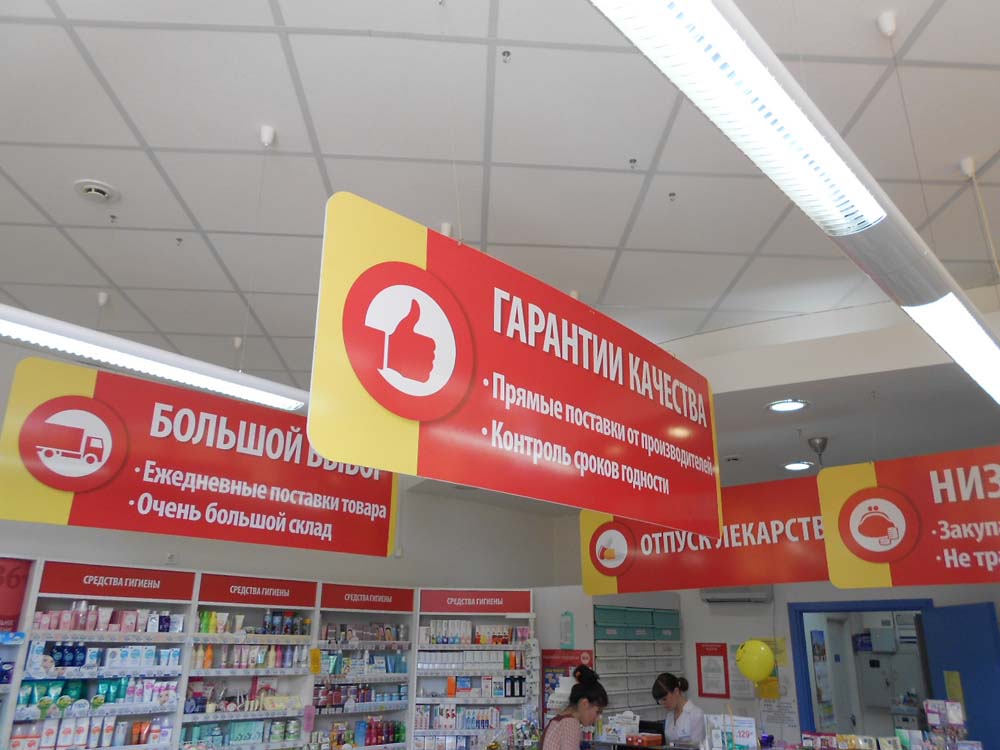 ГАРАНТИИ КАЧЕСТВА
· Прямые поставки от производителей
· Контроль сроков годности
БОЛЬШОЙ
· Ежедневные поставки товара
· Очень большой склад
ОТПУСК ЛЕКАРСТВ
НИЗ
· Закуп
· Не тра
СРЕДСТВА ГИГИЕНЫ
СРЕДСТВА ГИГИЕНЫ
СРЕДСТВА ГИГИЕНЫ
СРЕДСТВА ГИГИЕНЫ